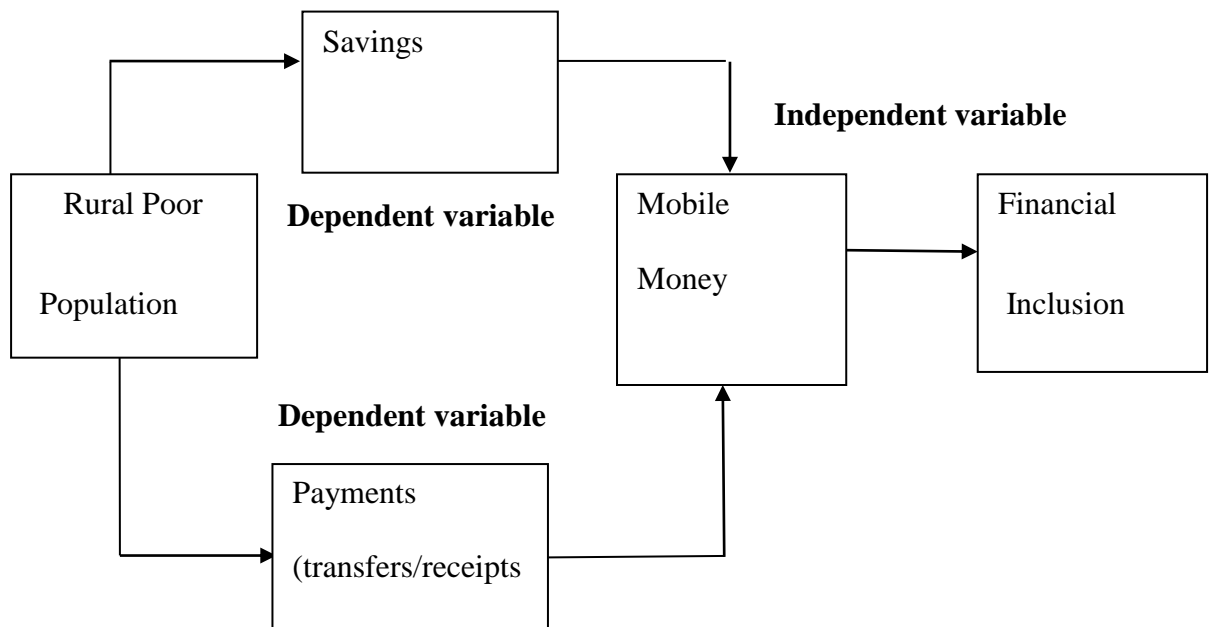 Savings
Independent variable
Rural Poor
Population
Dependent variable
Mobile
Money
Financial
Inclusion
Dependent variable
Payments
(transfers/receipts